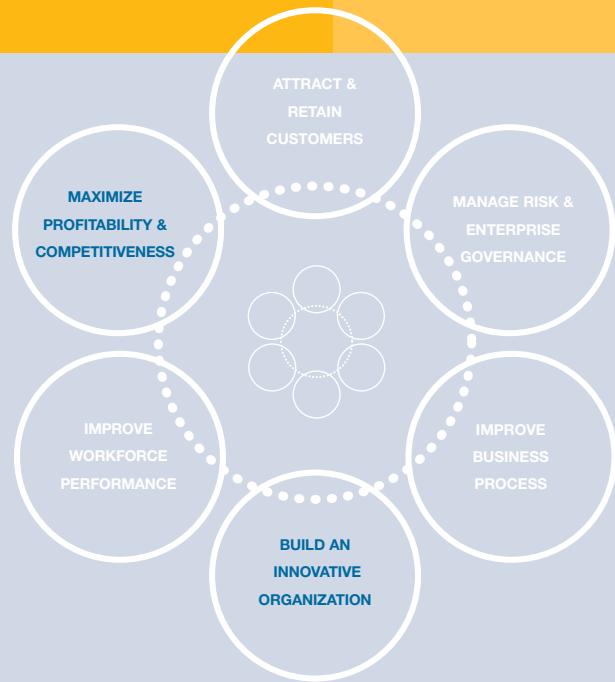 ATTRACT &
RETAIN
CUSTOMERS
MAXIMIZE
PROFITABILITY &
COMPETITIVENESS
MANAGE RISK &
ENTERPRISE
GOVERNANCE
IMPROVE
WORKFORCE
PERFORMANCE
IMPROVE
BUSINESS
PROCESS
BUILD AN
INNOVATIVE
ORGANIZATION